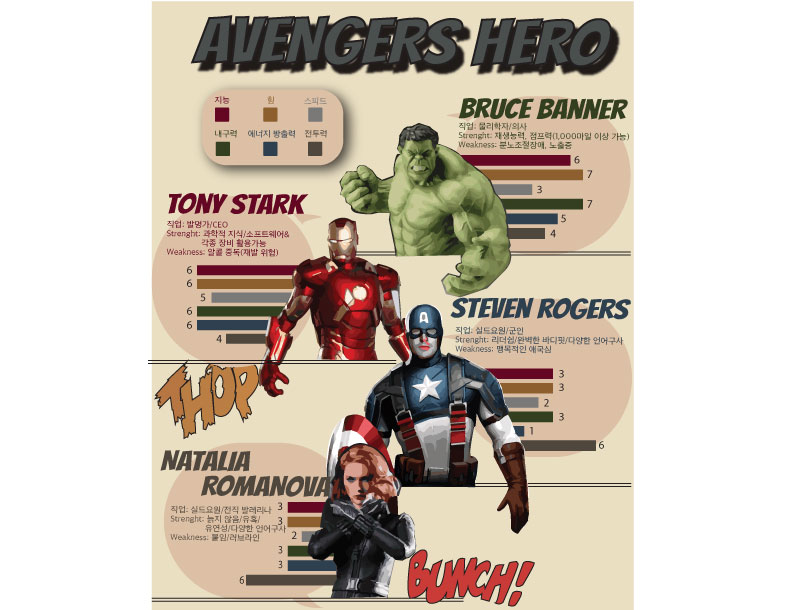 AVENGERS HERO
지능 힘 스피드
내구력 에너지 방출력 전투력
BRUCE BANNER
직업: 물리학자/의사
Strenght: 재생능력, 점프력(1,000마일 이상 가능)
Weakness: 분노조절장애, 노출증
6
7
3
7
5
4
TONY STARK
직업: 발명가/CEO
Strenght: 과학적 지식/소프트웨어&
각종 장비 활용가능
Weakness: 알콜 중독(재발 위험)
6
6
5
6
6
4
STEVEN ROGERS
직업: 쉴드요원/군인
Strenght: 리더쉽/완벽한 바디핏/다양한 언어구사
Weakness: 맹목적인 애국심
3
3
2
3
1
6
A
THOP
NATALIA
ROMANOVA
직업: 쉴드요원/전직 발레리나
Strenght: 늙지 않음/유혹/
유연성/다양한 언어구사
Weakness: 불임/러브라인
3
3
2
3
3
6
BUNCH!